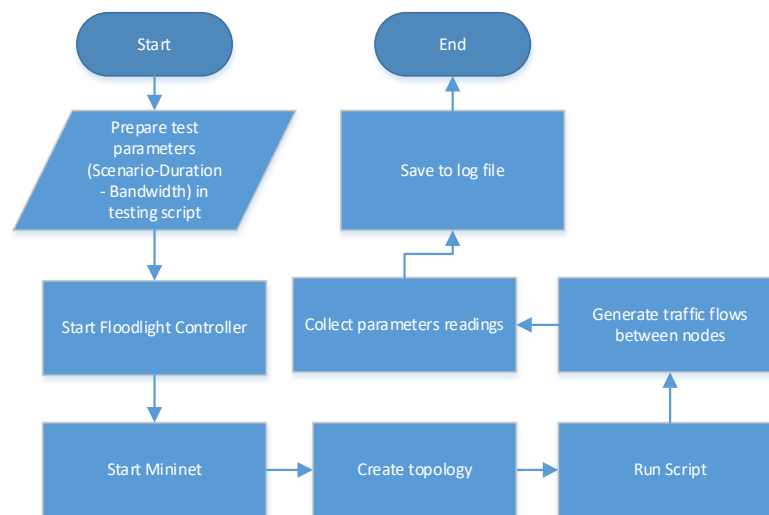 Start
Prepare test
parameters
(Scenario-Duration
- Bandwidth) in
testing script
Start Floodlight Controller
Start Mininet
Create topology
Run Script
Generate traffic flows
between nodes
Collect parameters readings
Save to log file
End